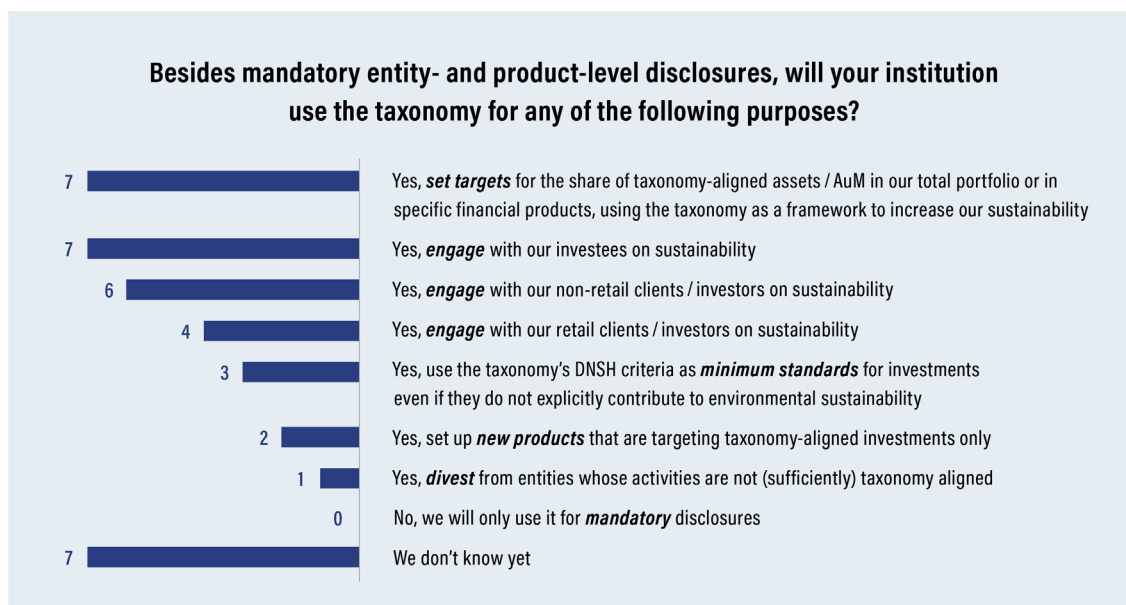 Besides mandatory entity- and product-level disclosures, will your institution
use the taxonomy for any of the following purposes?
7 Yes, set targets for the share of taxonomy-aligned assets / AuM in our total portfolio or in
specific financial products, using the taxonomy as a framework to increase our sustainability
7 Yes, engage with our investees on sustainability
6 Yes, engage with our non-retail clients / investors on sustainability
4 Yes, engage with our retail clients / investors on sustainability
3 Yes, use the taxonomy’s DNSH criteria as minimum standards for investments
even if they do not explicitly contribute to environmental sustainability
2 Yes, set up new products that are targeting taxonomy-aligned investments only
1 Yes, divest from entities whose activities are not (sufficiently) taxonomy aligned
0 No, we will only use it for mandatory disclosures
7 We don’t know yet